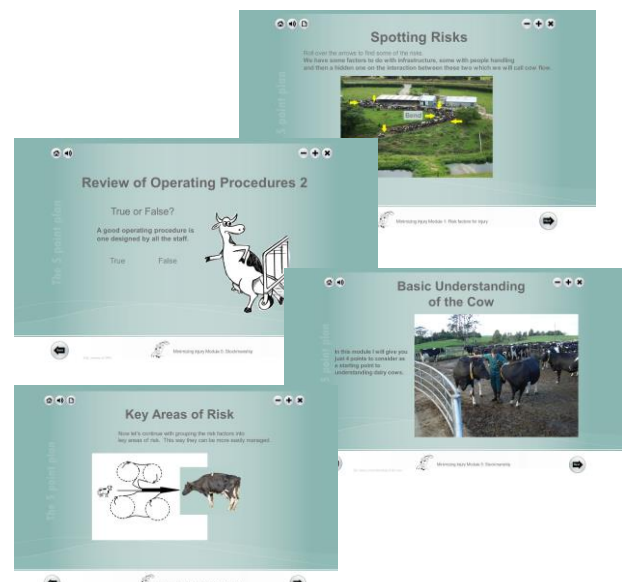 Spotting Risks
Roll over the arrows to find some of the risks.
We have some factors to do with infrastructure, some with people handling
and then a hidden one on the interaction between these two which we will call cow flow.
Minimizing Injury Module 1: Risk factors for injury
Review of Operating Procedures 2
The 5 point plan
True or False?
A good operating procedure is
one designed by all the staff.
True False
Minimizing Injury Module 5: Stockmanship
Basic Understanding
of the Cow
In this module I will give you
just 4 points to consider as
a starting point to
understanding dairy cows.
Minimizing Injury Module 5: Stockmanship
Key Areas of Risk
The 5 point plan
Now let's continue with grouping the risk factors into
key areas of risk. This way they can be more easily managed.